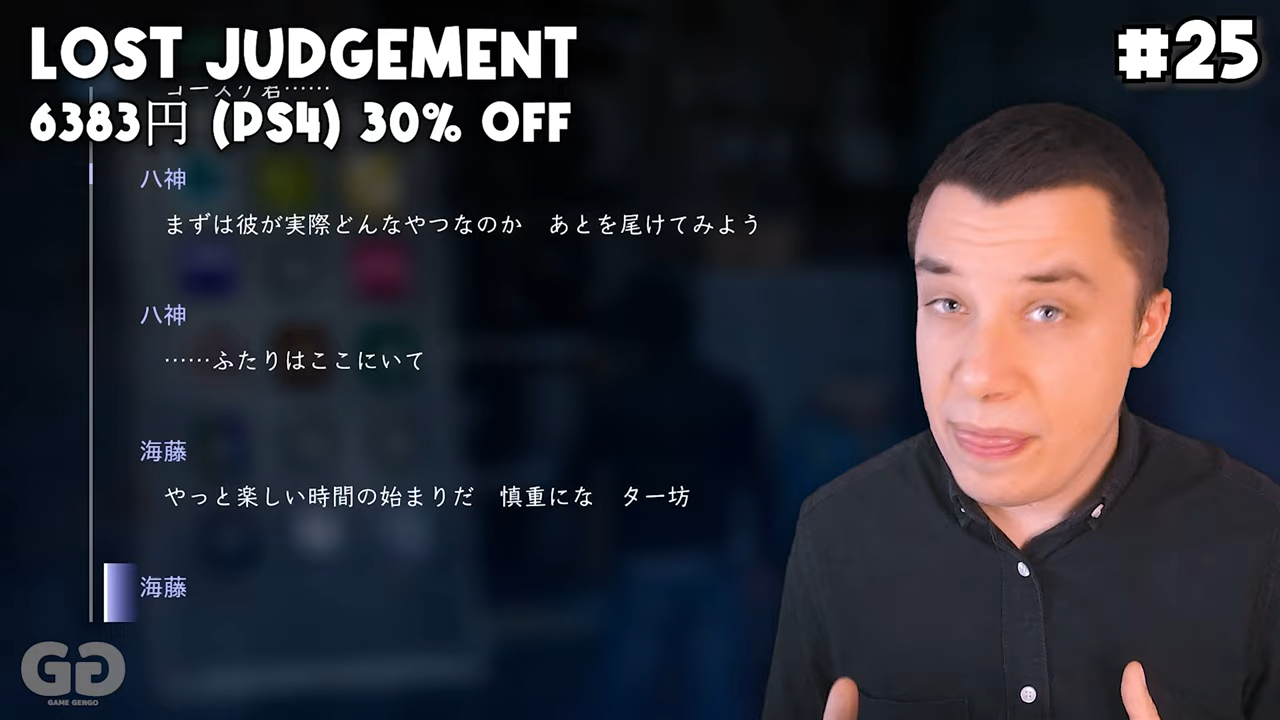 LOST JUDGEMENT
#25
6383円 (PS4) 30% OFF
八神
まずは彼が実際どんなやつなのか　あとを尾けてみよう
八神
……ふたりはここにいて
海藤
やっと楽しい時間の始まりだ　慎重にな　ター坊
海藤
GG
GAME GENGO